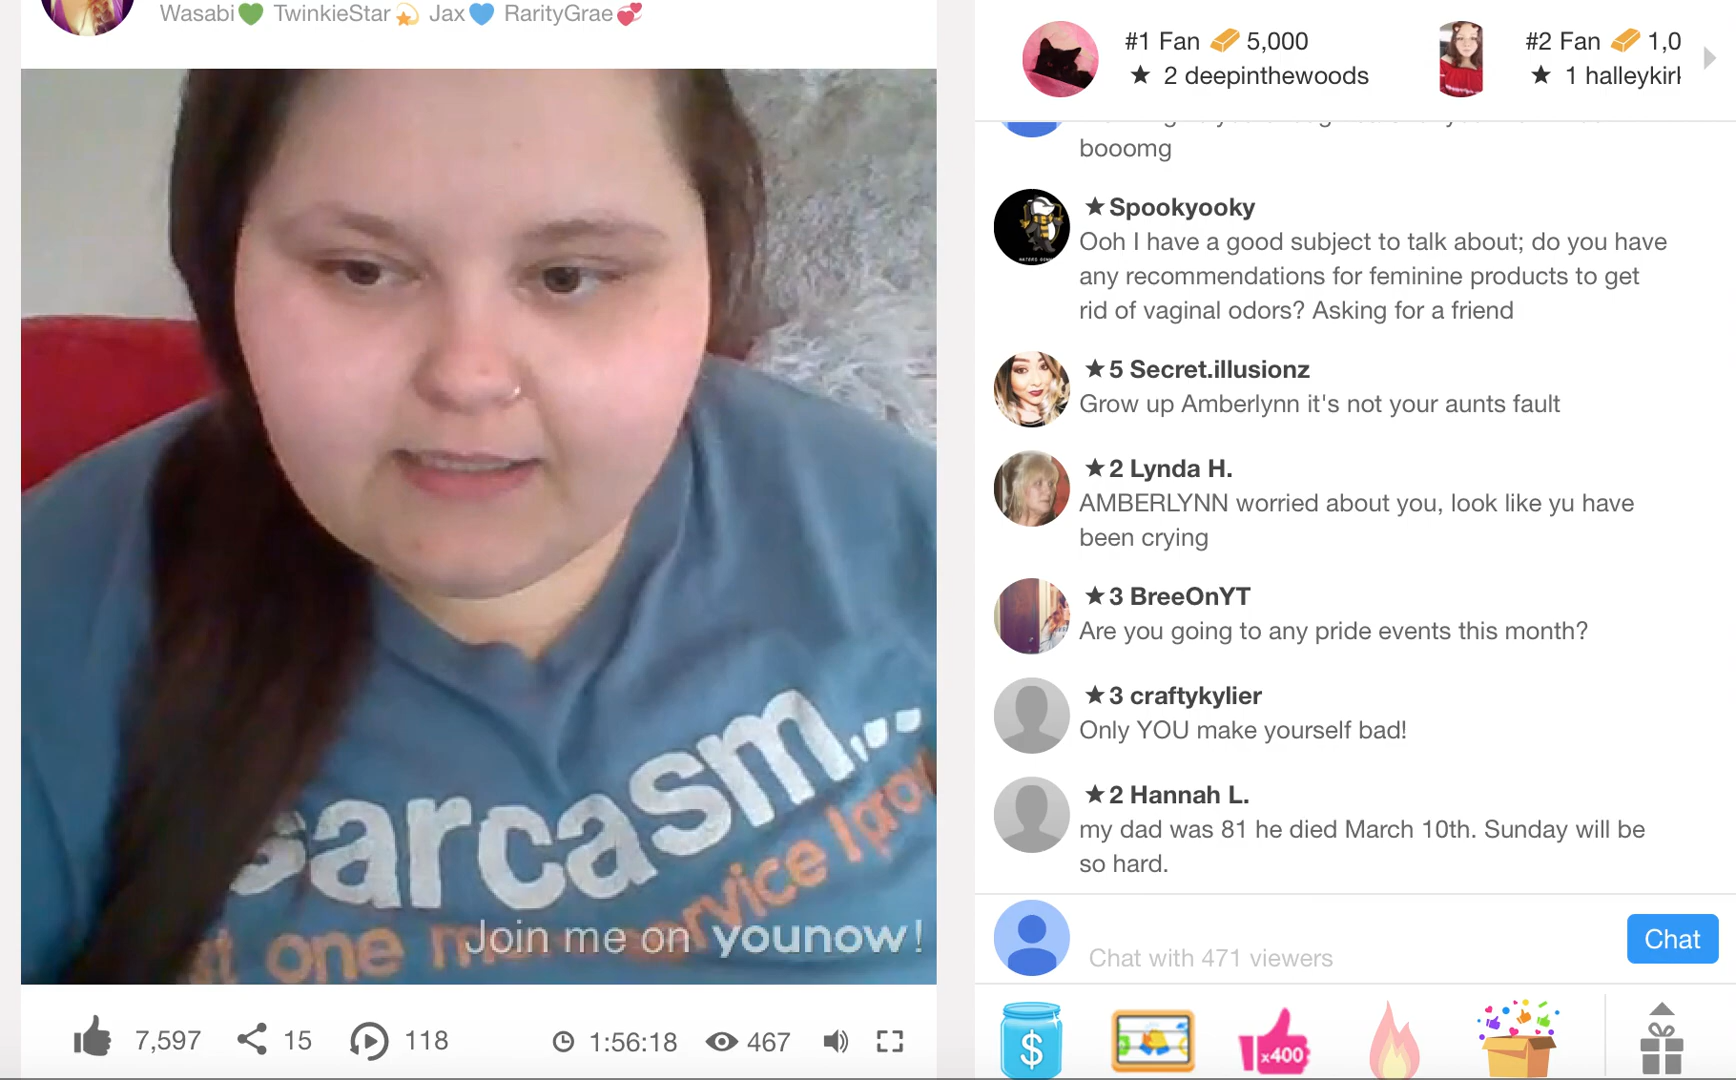 Wasabi💚 TwinkieStar💫 Jax💙 RarityGrae💞
sarcasm...
one service I
Join me on younow!
7,597
15
118
1:56:18
467
#1 Fan 5,000
★ 2 deepinthewoods
#2 Fan 1,0
★ 1 halleykirk
booomg
★ Spookyooky
Ooh I have a good subject to talk about; do you have
any recommendations for feminine products to get
rid of vaginal odors? Asking for a friend
★ 5 Secret.illusionz
Grow up Amberlynn it's not your aunts fault
★ 2 Lynda H.
AMBERLYNN worried about you, look like yu have
been crying
★ 3 BreeOnYT
Are you going to any pride events this month?
★ 3 craftykylier
Only YOU make yourself bad!
★ 2 Hannah L.
my dad was 81 he died March 10th. Sunday will be
so hard.
Chat with 471 viewers
Chat
$
x400